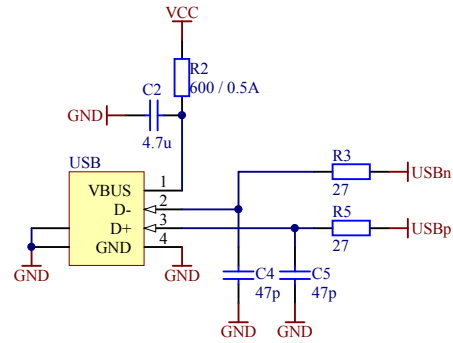 VCC
R2
600 / 0.5A
C2
GND
4.7u
USB
VBUS 1
D- 2
D+ 3
GND 4
R3
27
USBn
R5
27
USBp
GND
GND
C4
47p
C5
47p
GND
GND